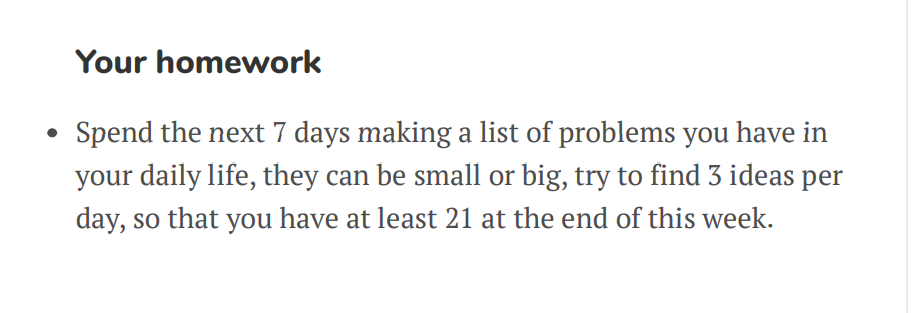 Your homework
• Spend the next 7 days making a list of problems you have in
your daily life, they can be small or big, try to find 3 ideas per
day, so that you have at least 21 at the end of this week.